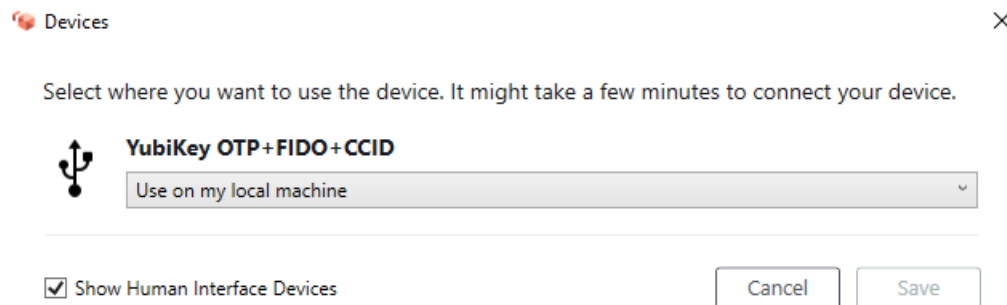 Devices
Select where you want to use the device. It might take a few minutes to connect your device.
YubiKey OTP+FIDO+CCID
Use on my local machine
Show Human Interface Devices
Cancel
Save